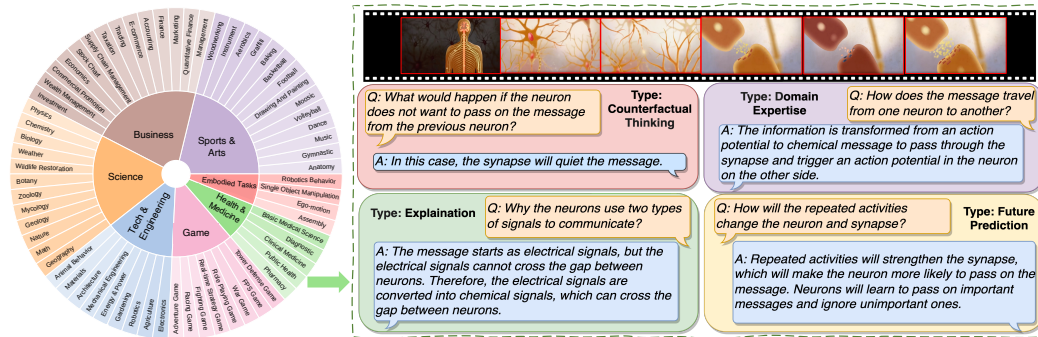 Business
Sports &
Arts
Science
Embodied Tasks
Tech &
Engineering
Health &
Medicine
Game
Investment
Wealth Management
Commercial Promotion
Economics
Stock Chart
Supply Chain Management
Taxation
Trading
E-commerce
Accounting
Finance
Marketing
Quantitative Finance
Management
Woodworking
Instrument
Aerobics
Graffiti
Baking
Basketball
Football
Drawing And Painting
Moosic
Volleyball
Dance
Music
Gymnastic
Anatomy
Robotics Behavior
Single Object Manipulation
Ego-motion
Assembly
Basic Medical Science
Diagnostic
Clinical Medicine
Public Health
Pharmacy
Tower Defense Game
FPS Game
War Game
Role Playing Game
Real-time Strategy Game
Fighting Game
Racing Game
Adventure Game
Electronics
Agriculture
Robotics
Gardening
Energy & Power
Mechanical Engineering
Architecture
Materials
Animal Behavior
Geography
Math
Nature
Geology
Mycology
Zoology
Botany
Wildlife Restoration
Weather
Biology
Chemistry
Physics
Q: What would happen if the neuron
does not want to pass on the message
from the previous neuron?
Type:
Counterfactual
Thinking
A: In this case, the synapse will quiet the message.
Type: Domain
Expertise
Q: How does the message travel
from one neuron to another?
A: The information is transformed from an action
potential to chemical message to pass through the
synapse and trigger an action potential in the neuron
on the other side.
Type: Explaination
Q: Why the neurons use two types
of signals to communicate?
A: The message starts as electrical signals, but the
electrical signals cannot cross the gap between
neurons. Therefore, the electrical signals are
converted into chemical signals, which can cross the
gap between neurons.
Q: How will the repeated activities
change the neuron and synapse?
Type: Future
Prediction
A: Repeated activities will strengthen the synapse,
which will make the neuron more likely to pass on the
message. Neurons will learn to pass on important
messages and ignore unimportant ones.